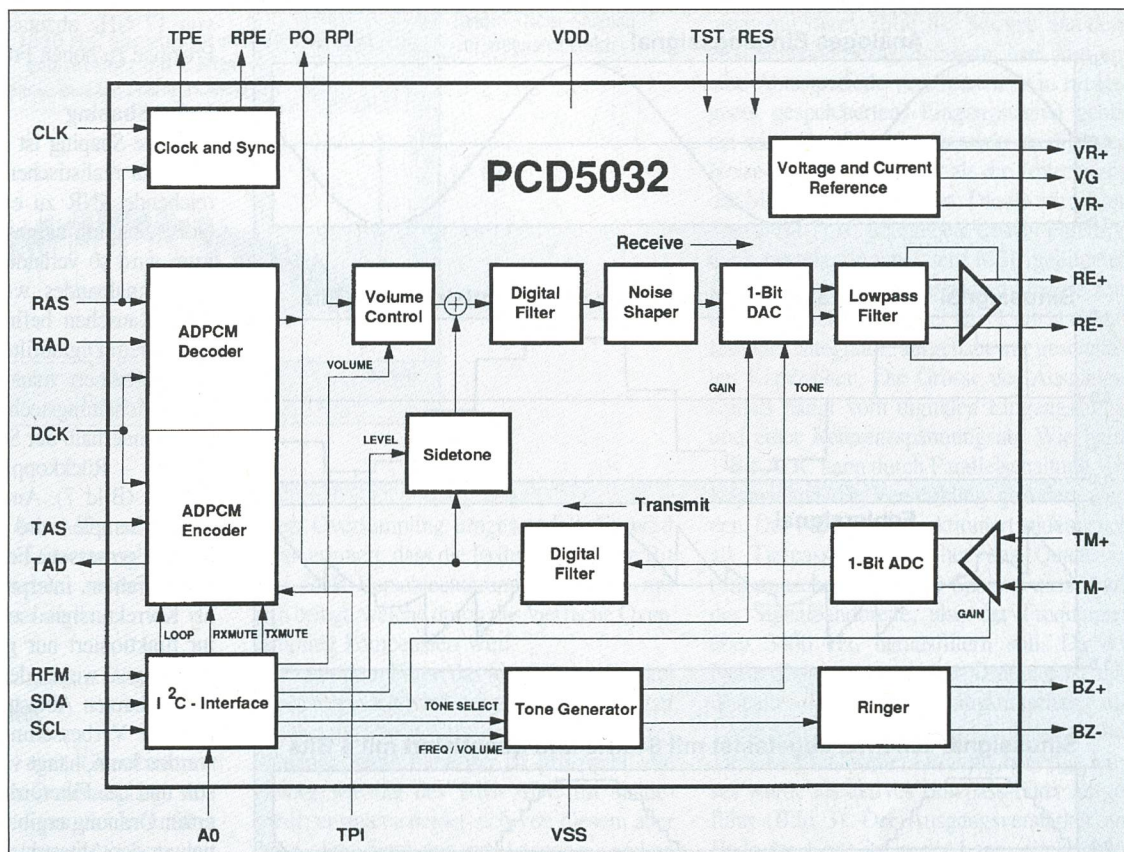 TPE RPE PO RPI VDD TST RES
CLK
Clock and Sync
PCD5032
Voltage and Current
Reference
VR+
VG
VR-
Receive
RAS
RAD
DCK
TAS
TAD
ADPCM
Decoder
ADPCM
Encoder
Volume
Control
Digital
Filter
Noise
Shaper
1-Bit
DAC
Lowpass
Filter
RE+
RE-
VOLUME
GAIN
TONE
LEVEL
Sidetone
Transmit
Digital
Filter
1-Bit ADC
TM+
TM-
GAIN
LOOP
RXMUTE
TXMUTE
RFM
SDA
SCL
I²C - Interface
TONE SELECT
FREQ / VOLUME
Tone Generator
Ringer
BZ+
BZ-
A0 TPI VSS